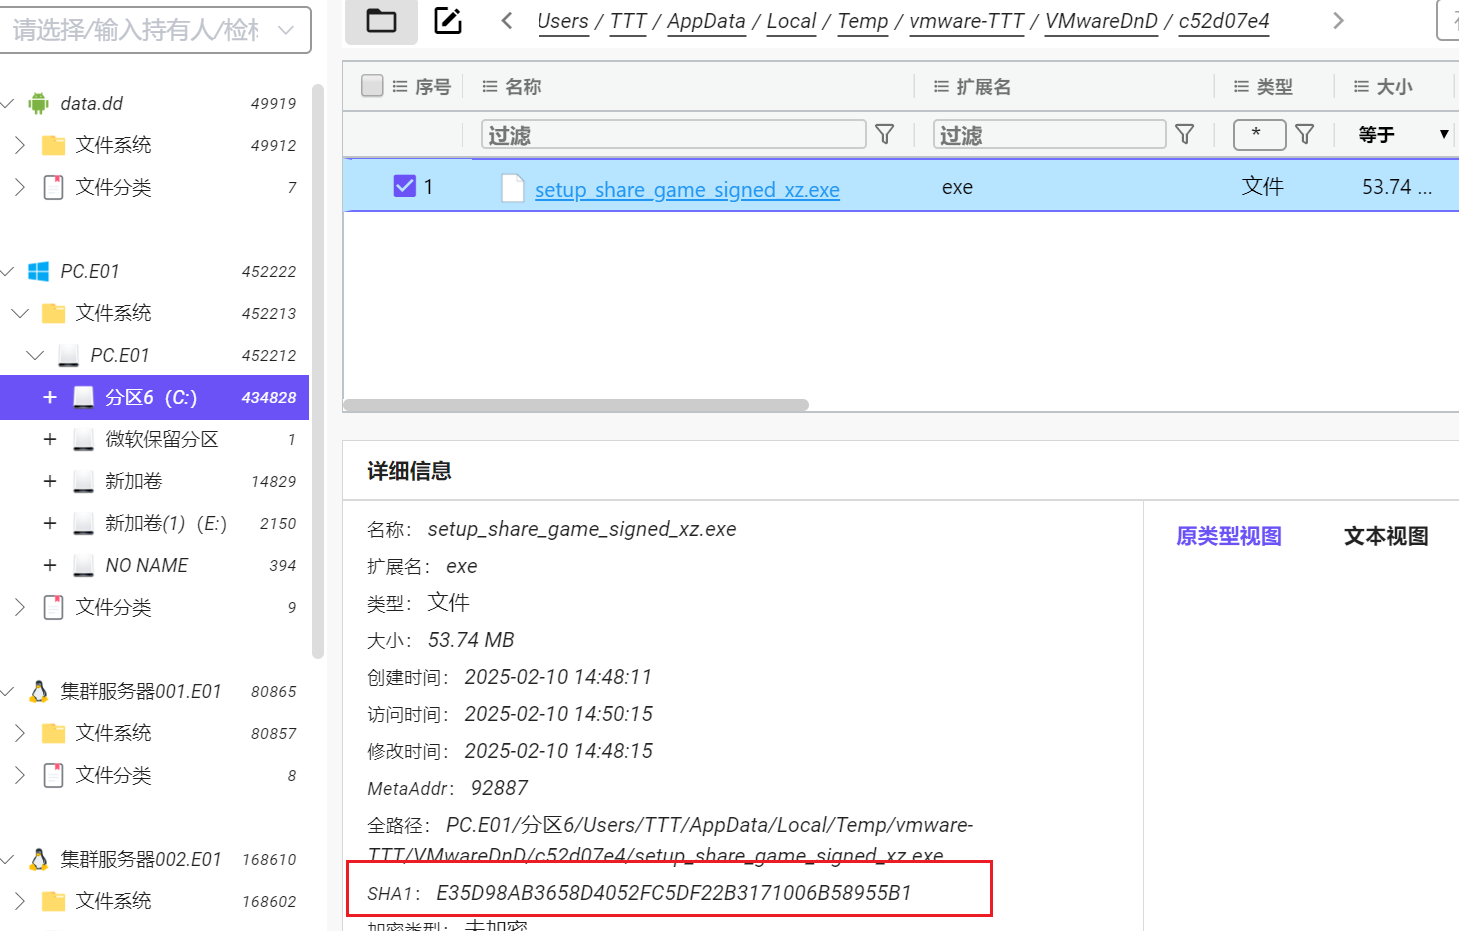 请选择/输入持有人/检材
data.dd 49919
文件系统 49912
文件分类 7
PC.E01 452222
文件系统 452213
PC.E01 452212
分区6（C:） 434828
微软保留分区 1
新加卷 14829
新加卷(1)（E:） 2150
NO NAME 394
文件分类 9
集群服务器001.E01 80865
文件系统 80857
文件分类 8
集群服务器002.E01 168610
文件系统 168602
Users / TTT / AppData / Local / Temp / vmware-TTT / VMwareDnD / c52d07e4
序号 名称 扩展名 类型 大小
过滤 过滤 * 等于
1 setup_share_game_signed_xz.exe exe 文件 53.74 ...
详细信息
名称： setup_share_game_signed_xz.exe
扩展名： exe
类型： 文件
大小： 53.74 MB
创建时间： 2025-02-10 14:48:11
访问时间： 2025-02-10 14:50:15
修改时间： 2025-02-10 14:48:15
MetaAddr： 92887
全路径： PC.E01/分区6/Users/TTT/AppData/Local/Temp/vmware-
TTT/VMwareDnD/c52d07e4/setup_share_game_signed_xz.exe
SHA1： E35D98AB3658D4052FC5DF22B3171006B58955B1
加密类型： 未加密
原类型视图 文本视图